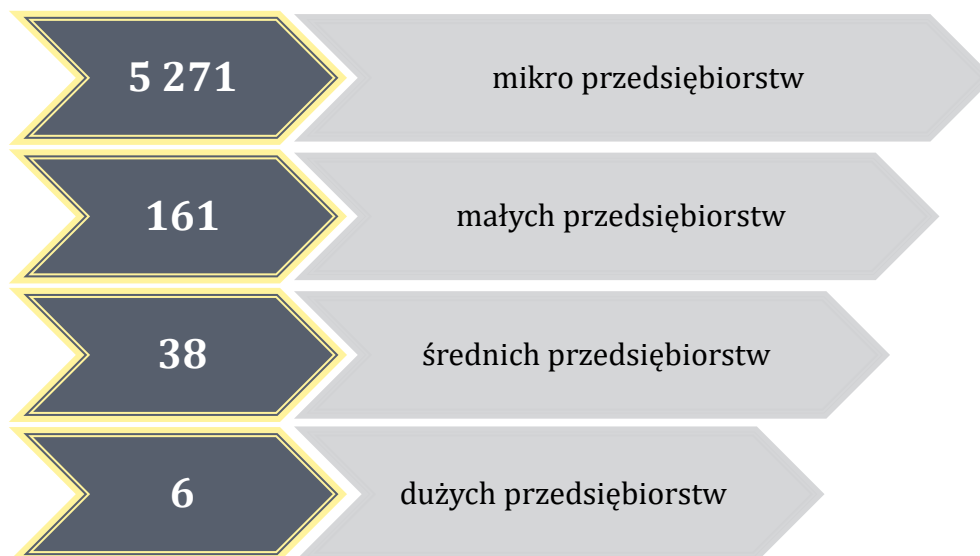 5 271
mikro przedsiębiorstw
161
małych przedsiębiorstw
38
średnich przedsiębiorstw
6
dużych przedsiębiorstw